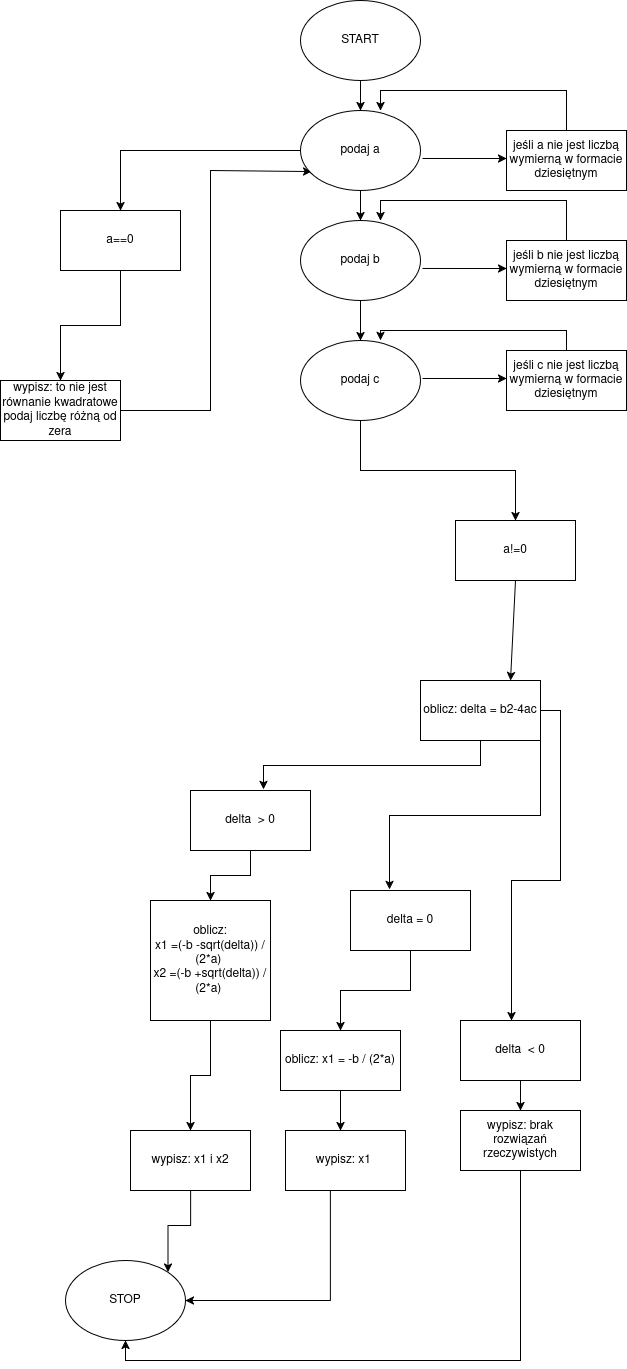 START
podaj a
jeśli a nie jest liczbą
wymierną w formacie
dziesiętnym
a==0
podaj b
jeśli b nie jest liczbą
wymierną w formacie
dziesiętnym
wypisz: to nie jest
równanie kwadratowe
podaj liczbę różną od
zera
podaj c
jeśli c nie jest liczbą
wymierną w formacie
dziesiętnym
a!=0
oblicz: delta = b2-4ac
delta > 0
delta = 0
oblicz:
x1 =(-b -sqrt(delta)) /
(2*a)
x2 =(-b +sqrt(delta)) /
(2*a)
oblicz: x1 = -b / (2*a)
delta < 0
wypisz: x1 i x2
wypisz: x1
wypisz: brak
rozwiązań
rzeczywistych
STOP